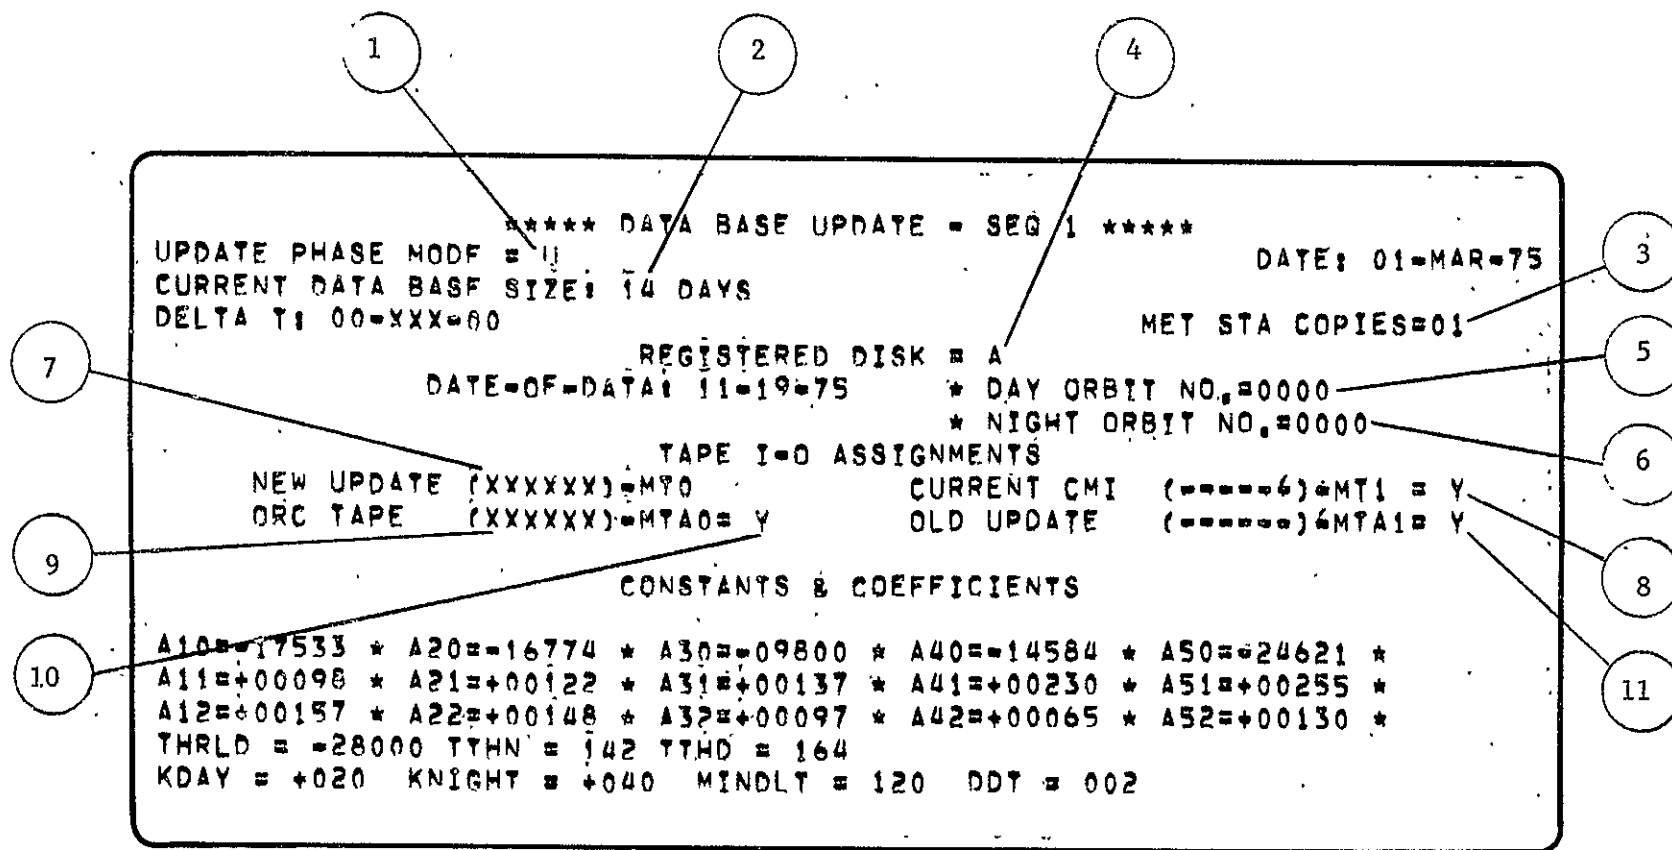 1 2 4
***** DATA BASE UPDATE - SEQ 1 *****
UPDATE PHASE MODE = U
DATE: 01-MAR-75
3
CURRENT DATA BASE SIZE: 14 DAYS
DELTA T: 00-XXX-00
MET STA COPIES=01
REGISTERED DISK = A
5
7
DATE-OF-DATA: 11-19-75 * DAY ORBIT NO.=0000
* NIGHT ORBIT NO.=0000
6
TAPE I-O ASSIGNMENTS
NEW UPDATE (XXXXXX)-MT0 CURRENT CMI (-----6)-MT1 = Y
ORC TAPE (XXXXXX)-MTA0= Y OLD UPDATE (------)-MTA1= Y
9
8
CONSTANTS & COEFFICIENTS
A10=-17533 * A20=-16774 * A30=-09800 * A40=-14584 * A50=-24621 *
10
A11=+00098 * A21=+00122 * A31=+00137 * A41=+00230 * A51=+00255 *
11
A12=+00157 * A22=+00148 * A32=+00097 * A42=+00065 * A52=+00130 *
THRLD = -28000 TTHN = 142 TTHD = 164
KDAY = +020 KNIGHT = +040 MINDLT = 120 DDT = 002